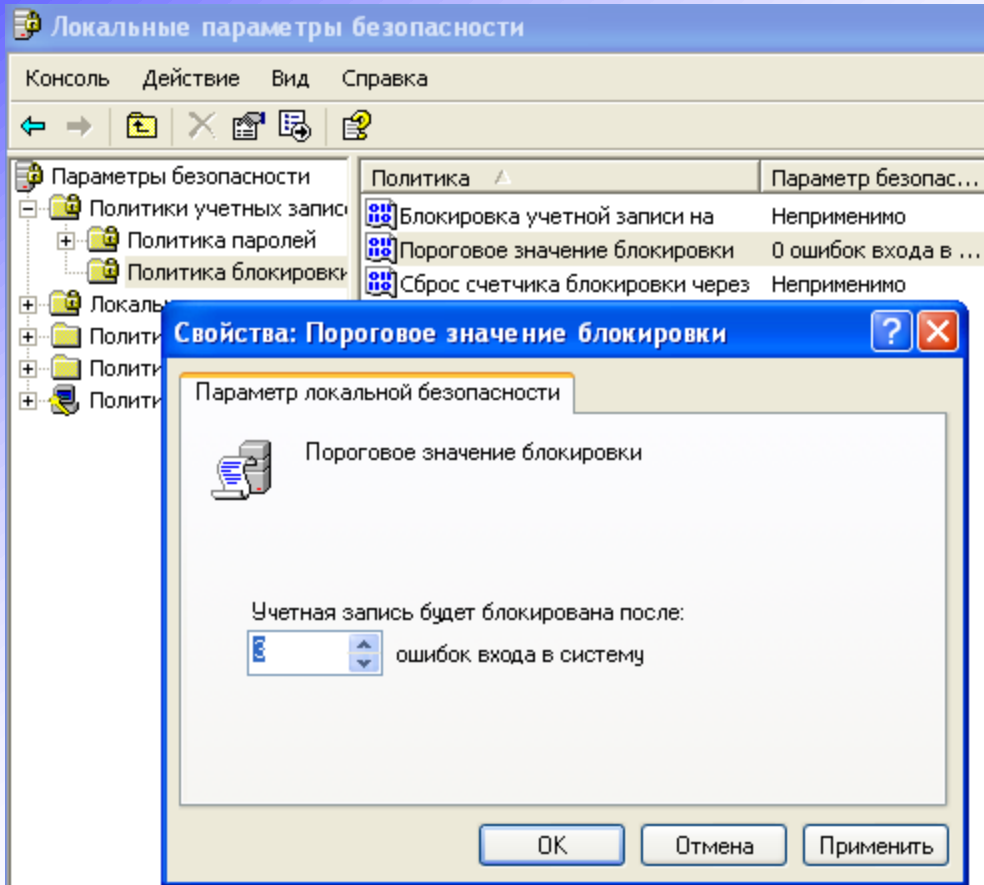 Локальные параметры безопасности
Консоль Действие Вид Справка
Параметры безопасности
Политики учетных запис
Политика паролей
Политика блокировки
Локаль
Полити
Полити
Полити
Политика Параметр безопас...
Блокировка учетной записи на Неприменимо
Пороговое значение блокировки 0 ошибок входа в ...
Сброс счетчика блокировки через Неприменимо
Свойства: Пороговое значение блокировки
Параметр локальной безопасности
Пороговое значение блокировки
Учетная запись будет блокирована после:
3 ошибок входа в систему
OK Отмена Применить